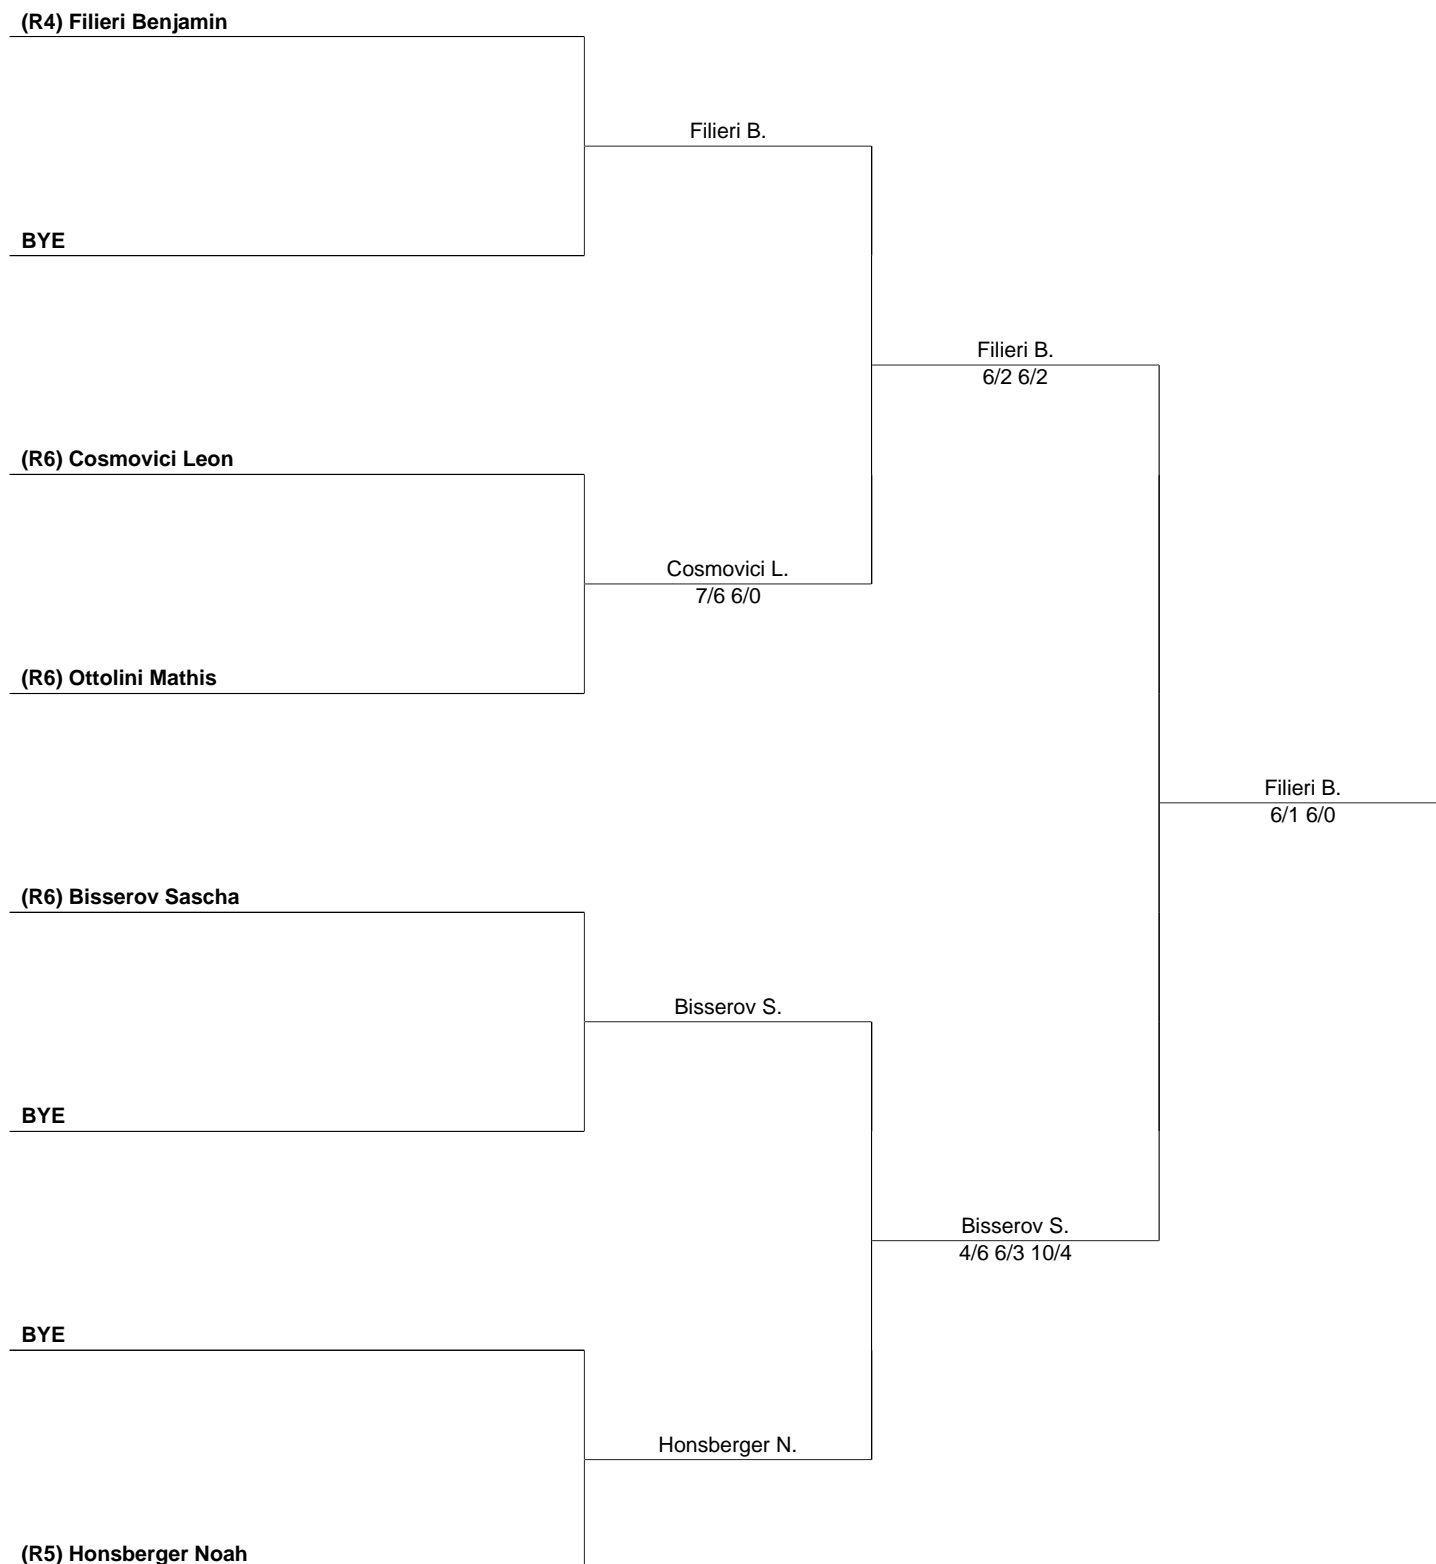 (R4) Filieri Benjamin
Filieri B.
BYE
Filieri B.
6/2 6/2
(R6) Cosmovici Leon
Cosmovici L.
7/6 6/0
(R6) Ottolini Mathis
Filieri B.
6/1 6/0
(R6) Bisserov Sascha
Bisserov S.
BYE
Bisserov S.
4/6 6/3 10/4
BYE
Honsberger N.
(R5) Honsberger Noah